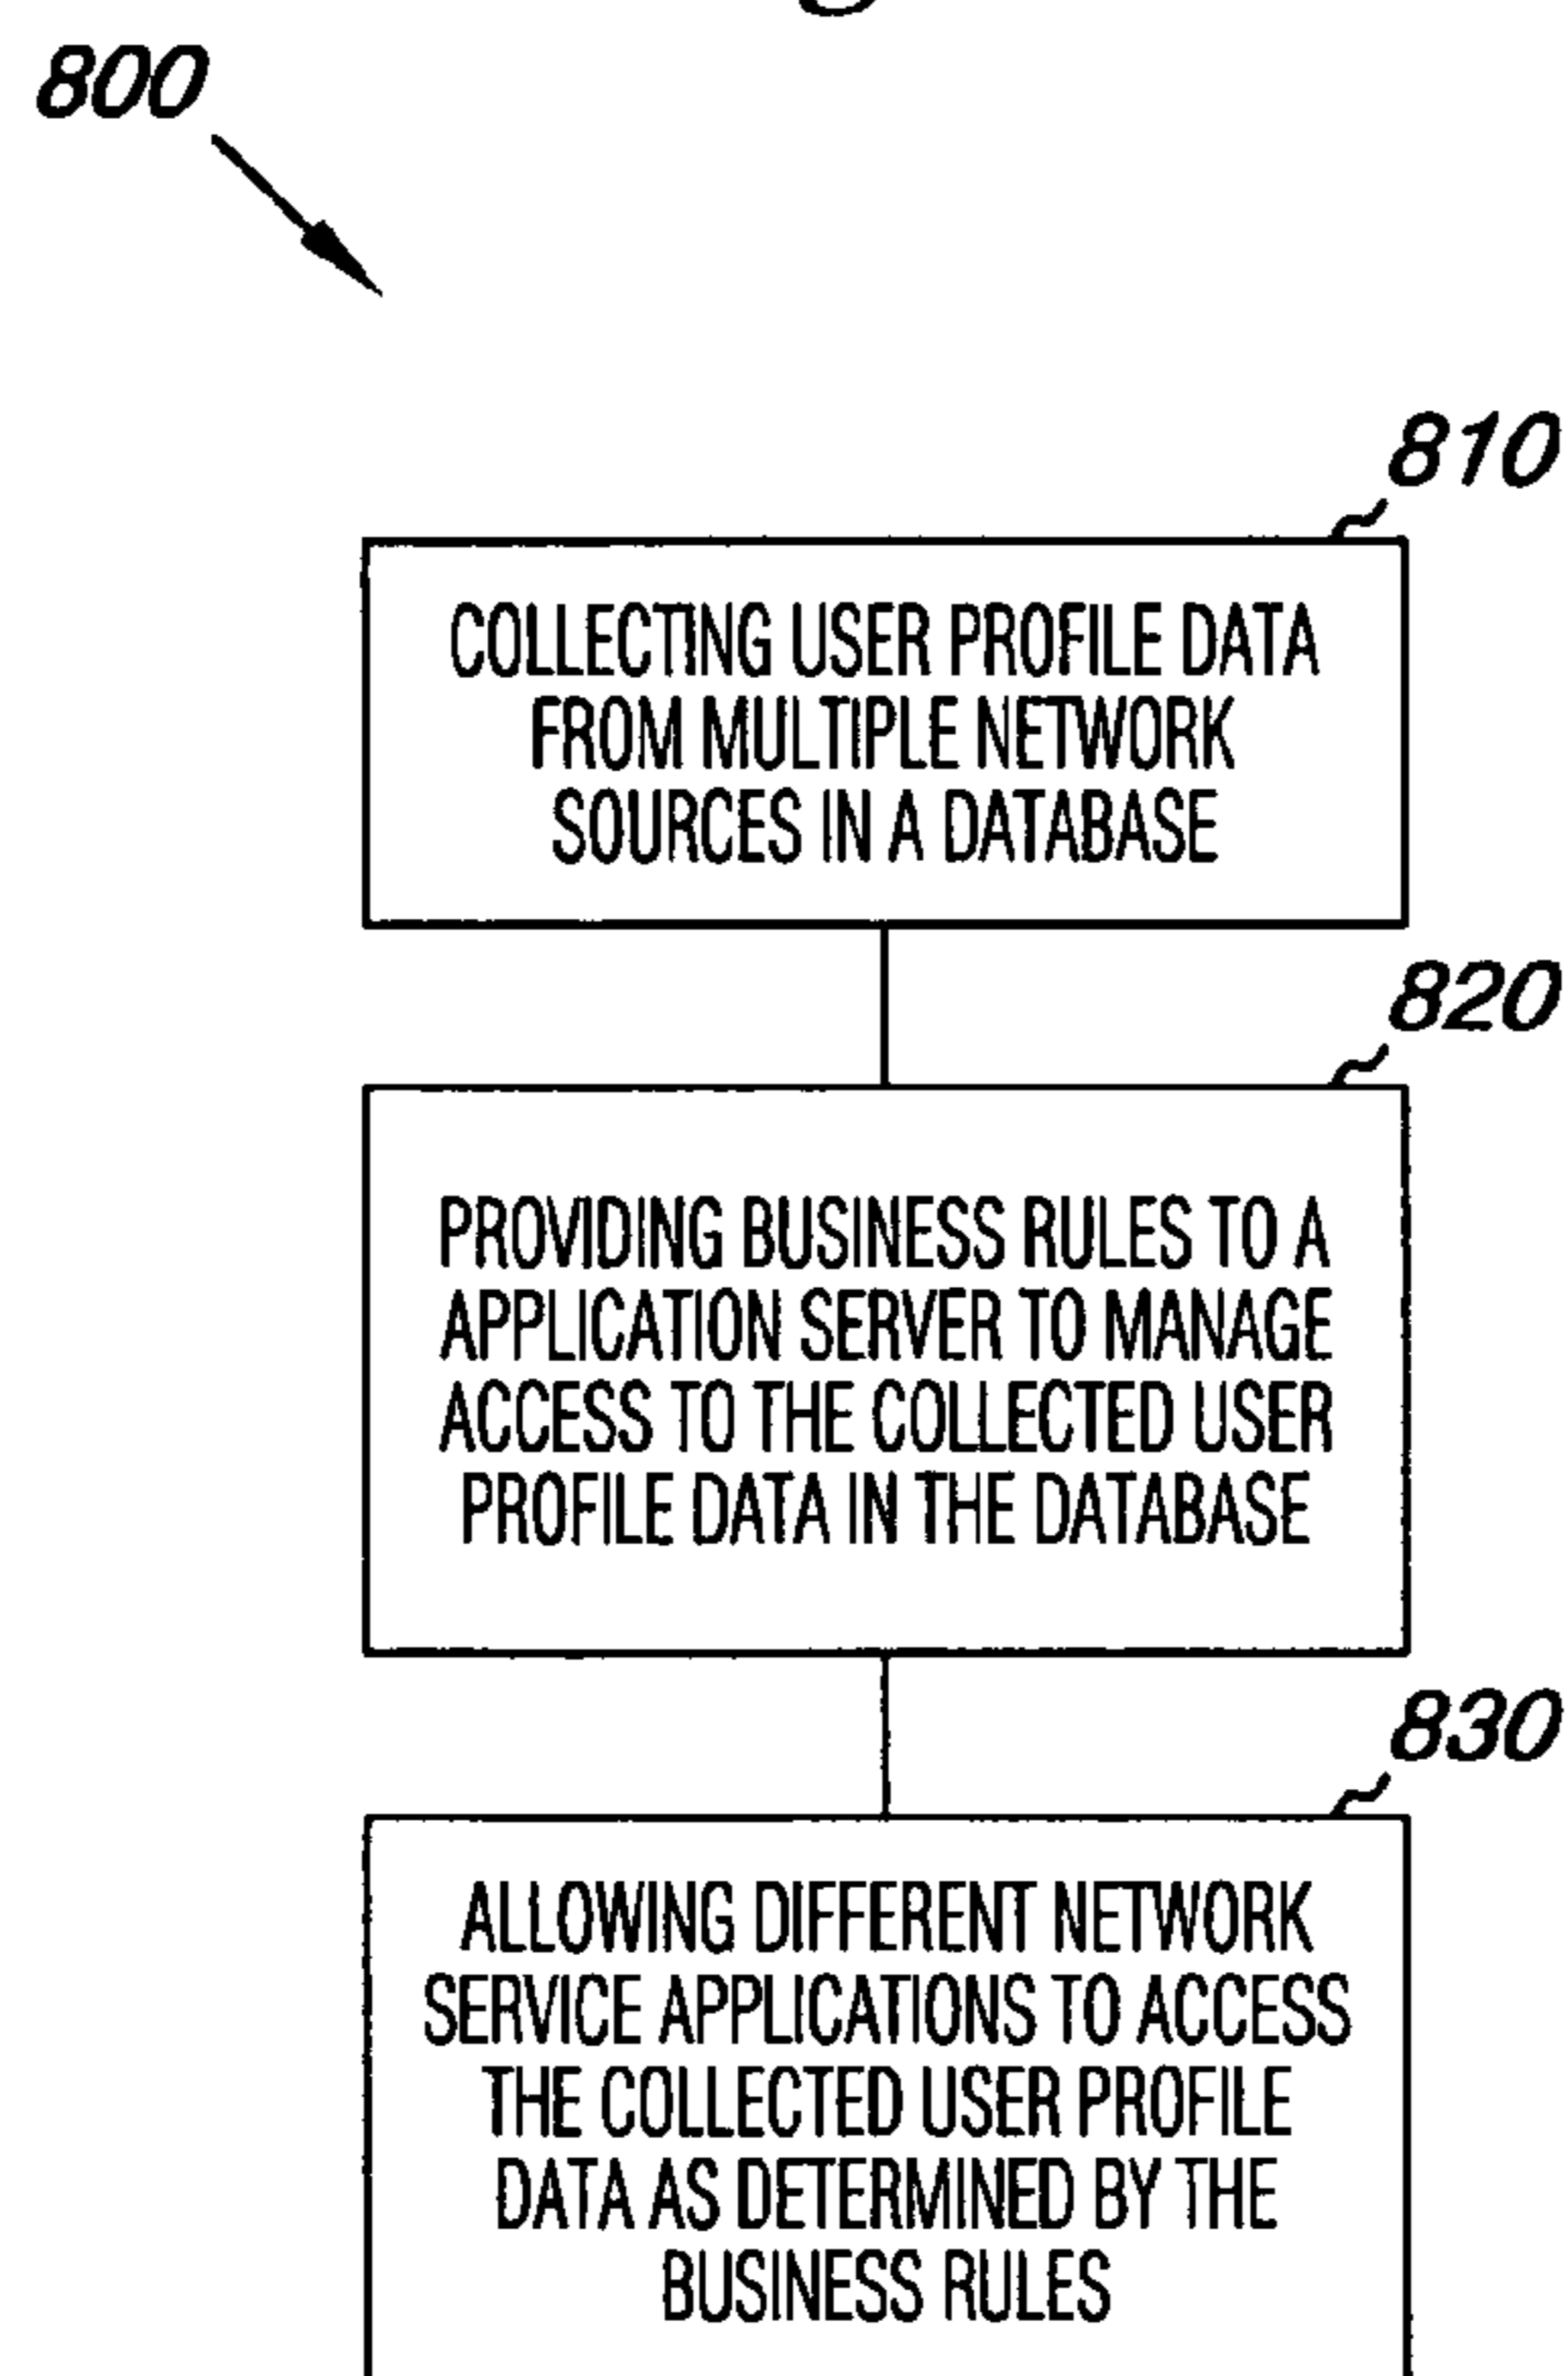 800
810
COLLECTING USER PROFILE DATA
FROM MULTIPLE NETWORK
SOURCES IN A DATABASE
820
PROVIDING BUSINESS RULES TO A
APPLICATION SERVER TO MANAGE
ACCESS TO THE COLLECTED USER
PROFILE DATA IN THE DATABASE
830
ALLOWING DIFFERENT NETWORK
SERVICE APPLICATIONS TO ACCESS
THE COLLECTED USER PROFILE
DATA AS DETERMINED BY THE
BUSINESS RULES